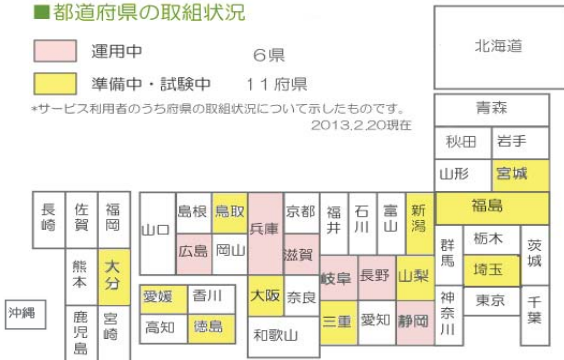 ■都道府県の取組状況
運用中 6県
準備中・試験中 11府県
*サービス利用者のうち府県の取組状況について示したものです。
2013.2.20現在
北海道
青森
秋田 岩手
山形 宮城
福島
長崎 佐賀 福岡 山口 島根 鳥取 兵庫 京都 福井 石川 富山 新潟
群馬 栃木 茨城
広島 岡山 滋賀
熊本 大分 岐阜 長野 山梨 埼玉
愛媛 香川 大阪 奈良 神奈川 東京 千葉
沖縄 鹿児島 宮崎 高知 徳島 和歌山 三重 愛知 静岡